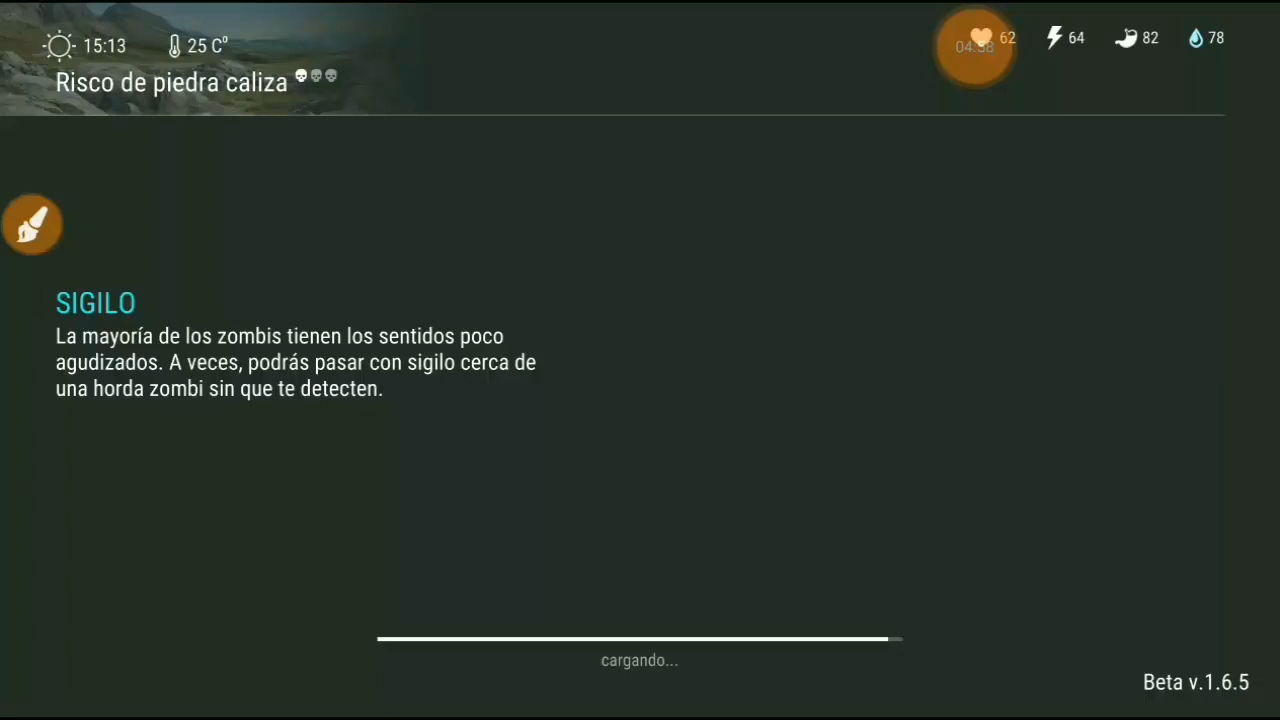 15:13 25 C°
04:38 62 64 82 78
Risco de piedra caliza
SIGILO
La mayoría de los zombis tienen los sentidos poco
agudizados. A veces, podrás pasar con sigilo cerca de
una horda zombi sin que te detecten.
cargando...
Beta v.1.6.5